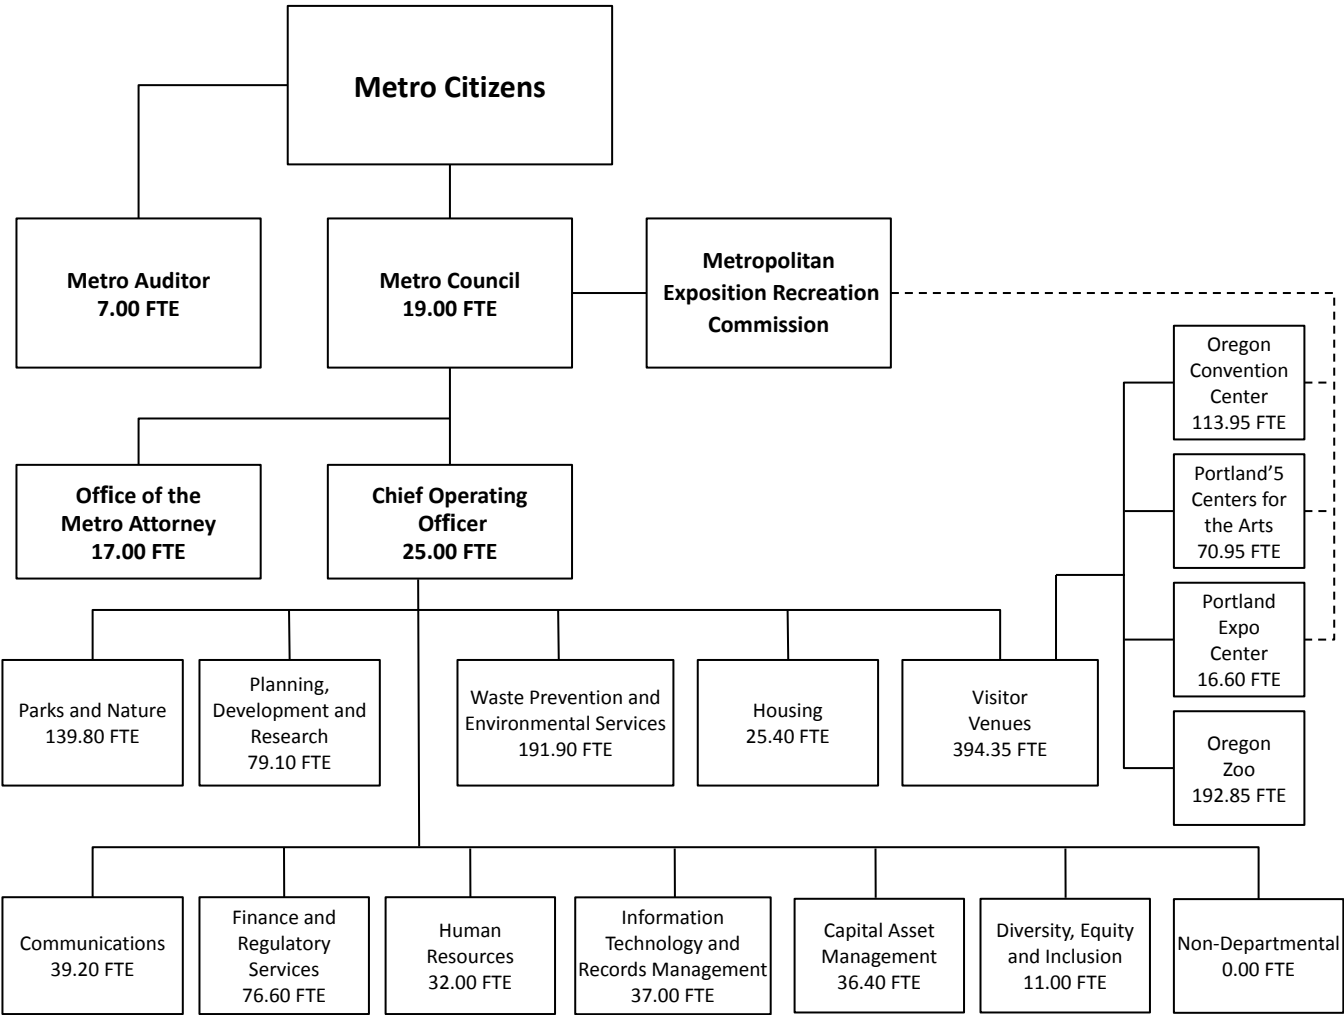 Metro Citizens
Metro Auditor
7.00 FTE
Metro Council
19.00 FTE
Metropolitan
Exposition Recreation
Commission
Oregon
Convention
Center
113.95 FTE
Portland’5
Centers for
the Arts
70.95 FTE
Portland
Expo
Center
16.60 FTE
Oregon
Zoo
192.85 FTE
Office of the
Metro Attorney
17.00 FTE
Chief Operating
Officer
25.00 FTE
Parks and Nature
139.80 FTE
Planning,
Development and
Research
79.10 FTE
Waste Prevention and
Environmental Services
191.90 FTE
Housing
25.40 FTE
Visitor
Venues
394.35 FTE
Communications
39.20 FTE
Finance and
Regulatory
Services
76.60 FTE
Human
Resources
32.00 FTE
Information
Technology and
Records Management
37.00 FTE
Capital Asset
Management
36.40 FTE
Diversity, Equity
and Inclusion
11.00 FTE
Non-Departmental
0.00 FTE